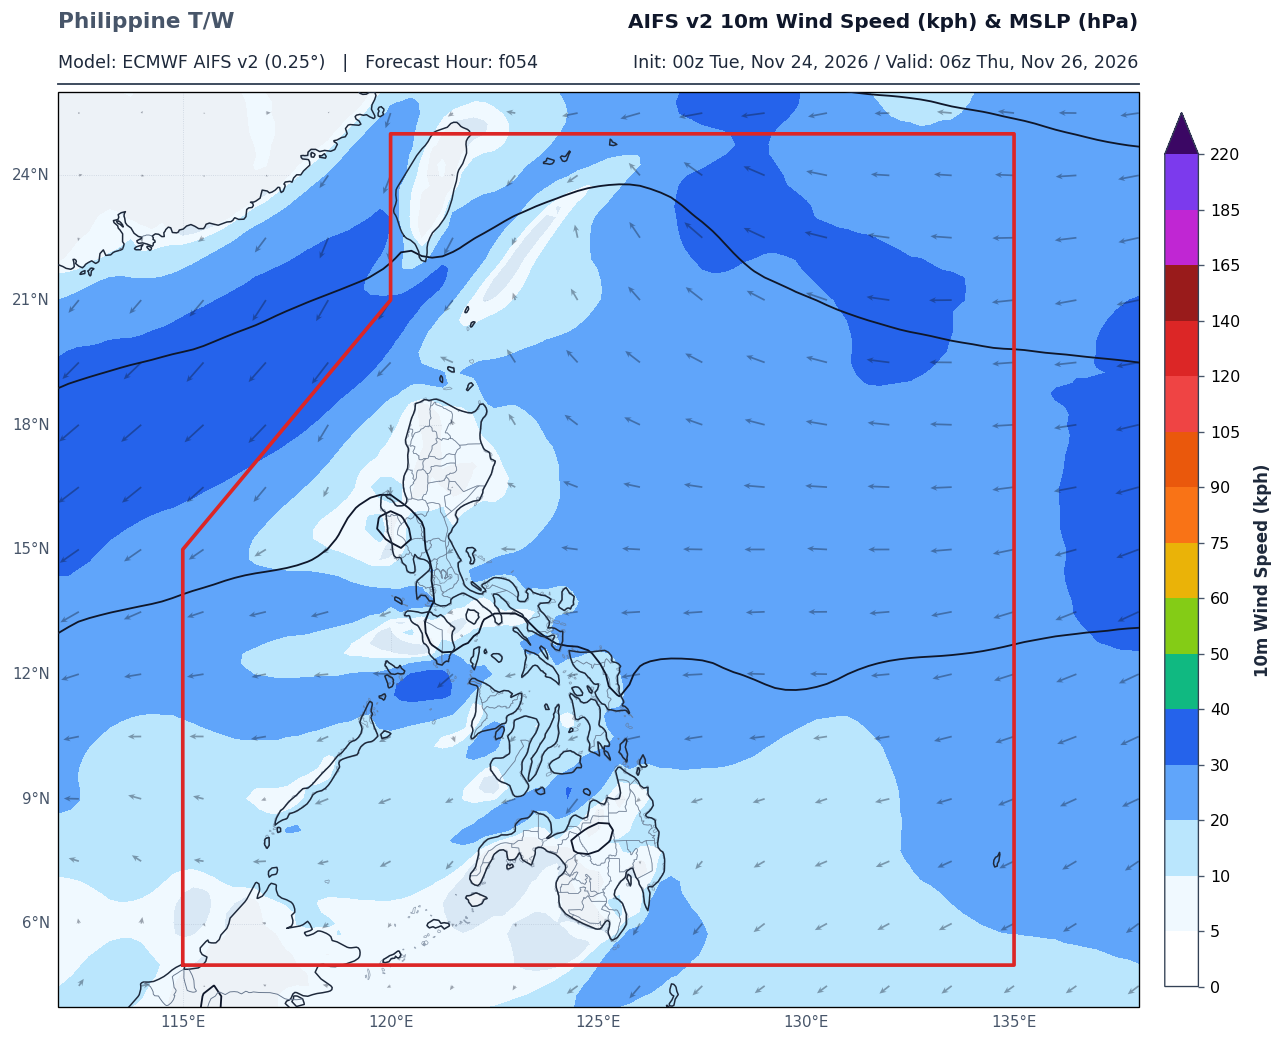 Philippine T/W
AIFS v2 10m Wind Speed (kph) & MSLP (hPa)
Model: ECMWF AIFS v2 (0.25°)   |   Forecast Hour: f054
Init: 00z Tue, Nov 24, 2026 / Valid: 06z Thu, Nov 26, 2026
24°N
21°N
18°N
15°N
12°N
9°N
6°N
115°E
120°E
125°E
130°E
135°E
220
185
165
140
120
105
90
75
60
50
40
30
20
10
5
0
10m Wind Speed (kph)